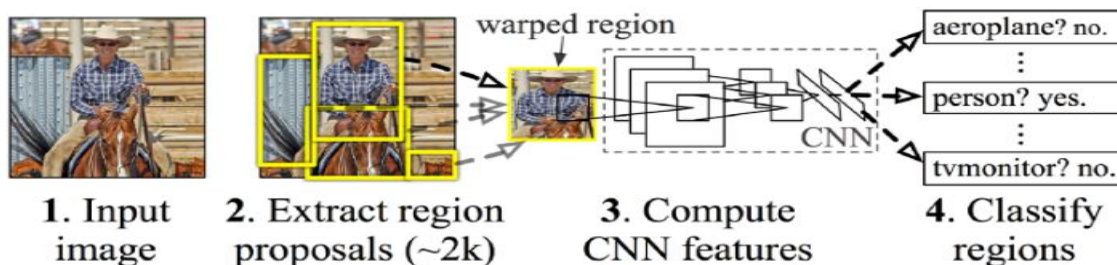 warped region
aeroplane? no.
⋮
person? yes.
⋮
CNN
tvmonitor? no.
1. Input
image
2. Extract region
proposals (~2k)
3. Compute
CNN features
4. Classify
regions